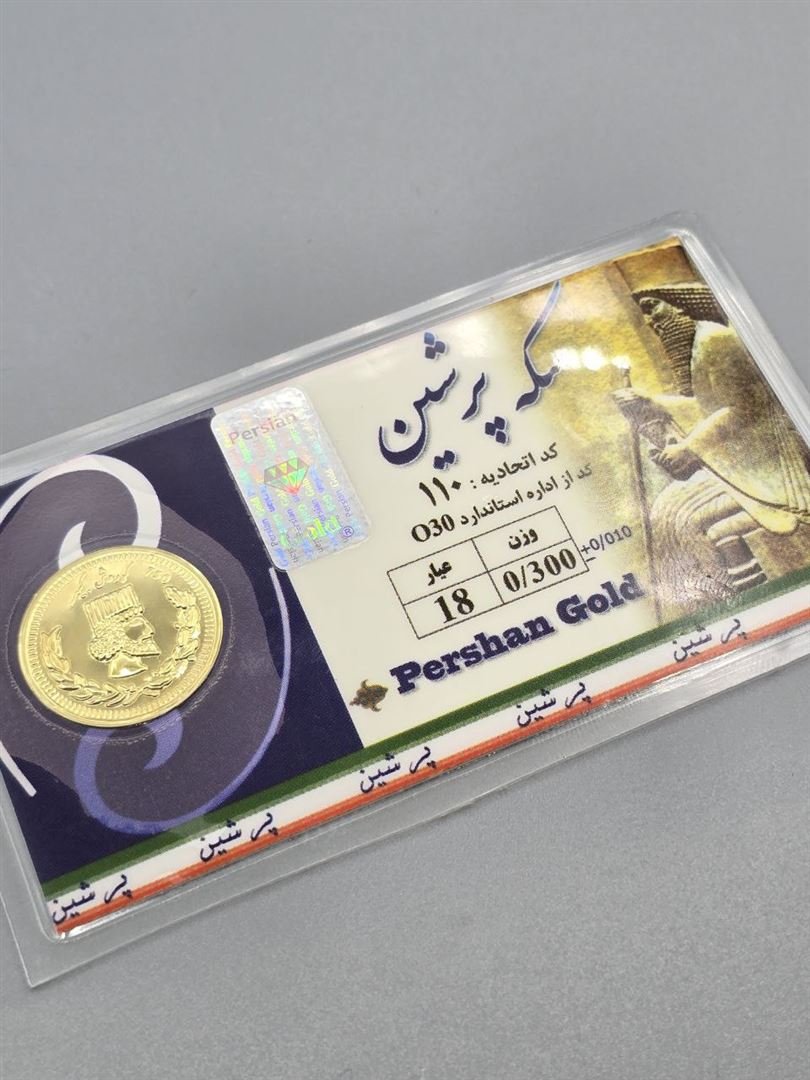 سکه پرشین
کد اتحادیه : ۱۱۰
کد از اداره استاندارد O30
وزن عیار
0/300 18
+0/010
Pershan Gold
Persian
پرشین پرشین پرشین پرشین پرشین
750